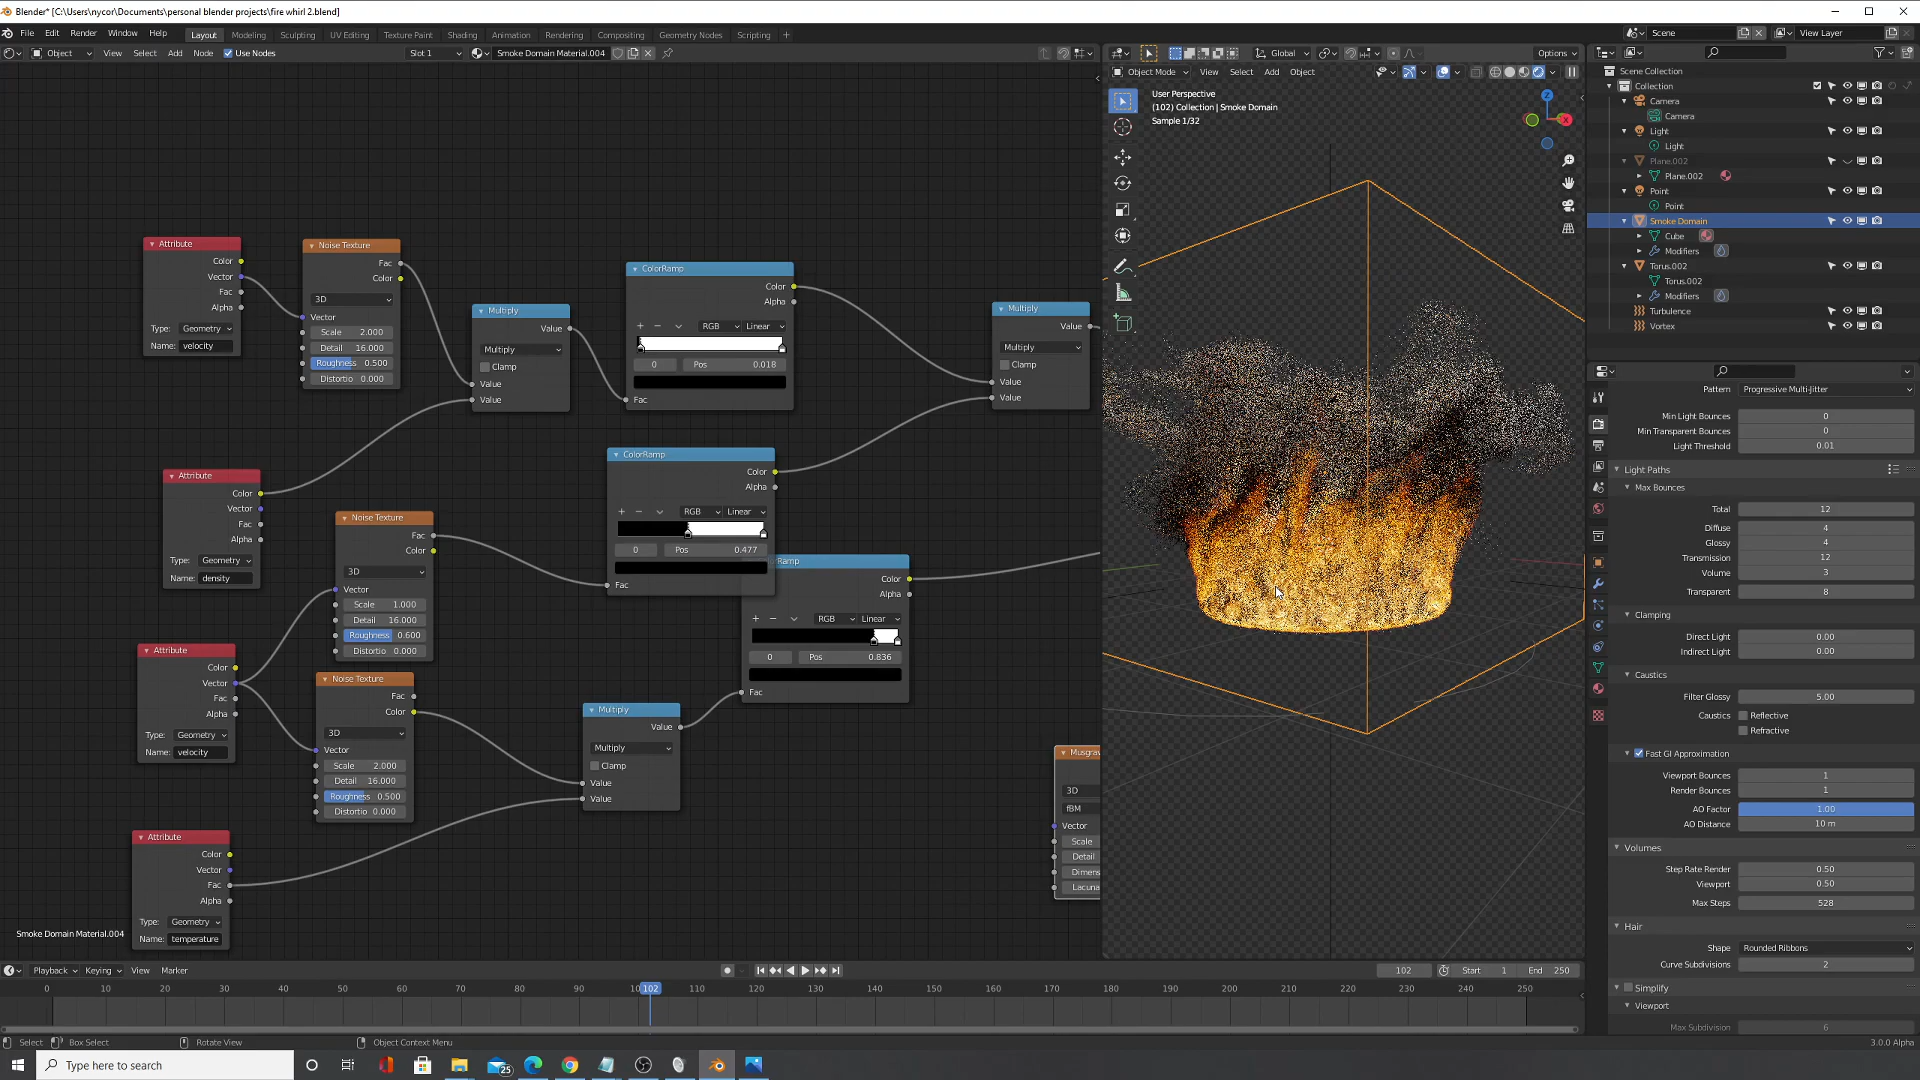 Blender* [C:\Users\nycor\Documents\personal blender projects\fire whirl 2.blend]
File Edit Render Window Help
Layout Modeling Sculpting UV Editing Texture Paint Shading Animation Rendering Compositing Geometry Nodes Scripting +
Scene
View Layer
Object View Select Add Node Use Nodes
Slot 1
Smoke Domain Material.004
Global
Options
Object Mode View Select Add Object
User Perspective
(102) Collection | Smoke Domain
Sample 1/32
Z
Attribute
Color
Vector
Fac
Alpha
Type: Geometry
Name: velocity
Noise Texture
Fac
Color
3D
Vector
Scale 2.000
Detail 16.000
Roughness 0.500
Distortio 0.000
Multiply
Value
Multiply
Clamp
Value
Value
ColorRamp
Color
Alpha
RGB Linear
0 Pos 0.018
Fac
Multiply
Value
Multiply
Clamp
Value
Value
Attribute
Color
Vector
Fac
Alpha
Type: Geometry
Name: density
ColorRamp
Color
Alpha
RGB Linear
0 Pos 0.477
Fac
Noise Texture
Fac
Color
3D
Vector
Scale 1.000
Detail 16.000
Roughness 0.600
Distortio 0.000
Ramp
Color
Alpha
RGB Linear
0 Pos 0.836
Fac
Attribute
Color
Vector
Fac
Alpha
Type: Geometry
Name: velocity
Noise Texture
Fac
Color
3D
Vector
Scale 2.000
Detail 16.000
Roughness 0.500
Distortio 0.000
Multiply
Value
Multiply
Clamp
Value
Value
Attribute
Color
Vector
Fac
Alpha
Type: Geometry
Name: temperature
Musgrav
3D
fBM
Vector
Scale
Detail
Dimens
Lacuna
Smoke Domain Material.004
Scene Collection
Collection
Camera
Camera
Light
Light
Plane.002
Plane.002
Point
Point
Smoke Domain
Cube
Modifiers
Torus.002
Torus.002
Modifiers
Turbulence
Vortex
Pattern Progressive Multi-Jitter
Min Light Bounces 0
Min Transparent Bounces 0
Light Threshold 0.01
Light Paths
Max Bounces
Total 12
Diffuse 4
Glossy 4
Transmission 12
Volume 3
Transparent 8
Clamping
Direct Light 0.00
Indirect Light 0.00
Caustics
Filter Glossy 5.00
Caustics Reflective
Refractive
Fast GI Approximation
Viewport Bounces 1
Render Bounces 1
AO Factor 1.00
AO Distance 10 m
Volumes
Step Rate Render 0.50
Viewport 0.50
Max Steps 528
Hair
Shape Rounded Ribbons
Curve Subdivisions 2
Simplify
Viewport
Max Subdivision 6
Playback Keying View Marker
102 Start 1 End 250
0 10 20 30 40 50 60 70 80 90 10 102 110 120 130 140 150 160 170 180 190 200 210 220 230 240 250
Select Box Select Rotate View Object Context Menu
3.0.0 Alpha
Type here to search
25